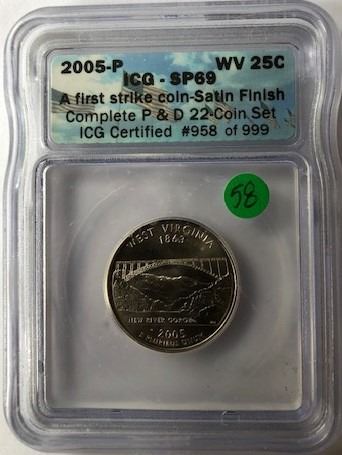 2005-P WV 25C
ICG - SP69
A first strike coin-Satin Finish
Complete P & D 22-Coin Set
ICG Certified #958 of 999
58
WEST VIRGINIA
1863
NEW RIVER GORGE
2005
E PLURIBUS UNUM